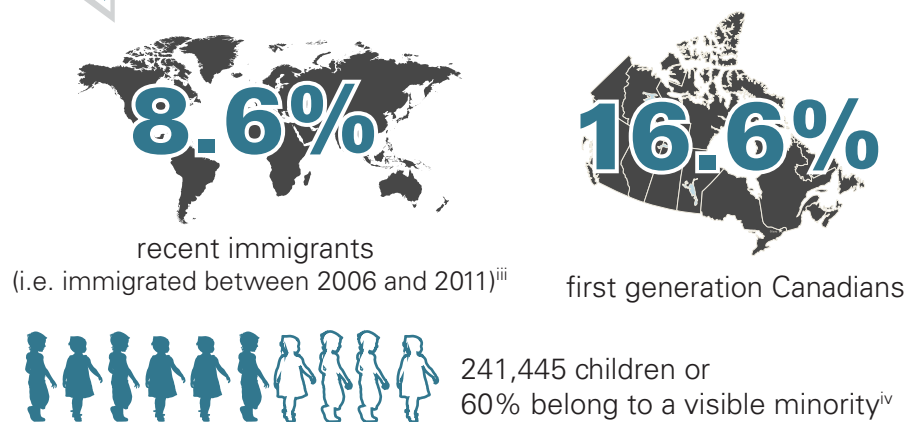 8.6%
recent immigrants
(i.e. immigrated between 2006 and 2011)iii
16.6%
first generation Canadians
241,445 children or
60% belong to a visible minorityiv